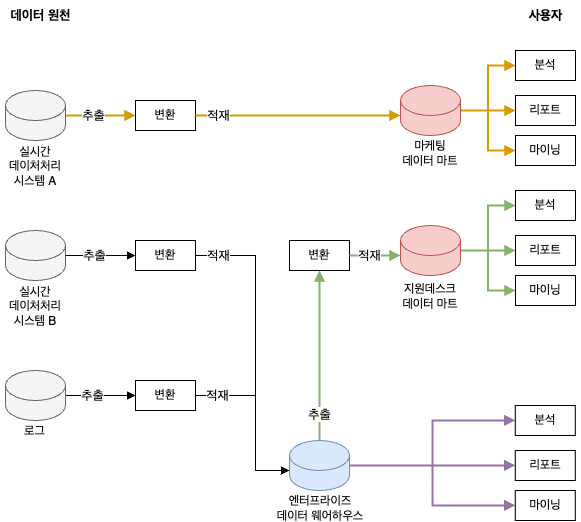 데이터 원천
사용자
실시간
데이처처리
시스템 A
추출
변환
적재
마케팅
데이터 마트
분석
리포트
마이닝
실시간
데이처처리
시스템 B
추출
변환
적재
변환
적재
지원데스크
데이터 마트
분석
리포트
마이닝
로그
추출
변환
적재
추출
엔터프라이즈
데이터 웨어하우스
분석
리포트
마이닝